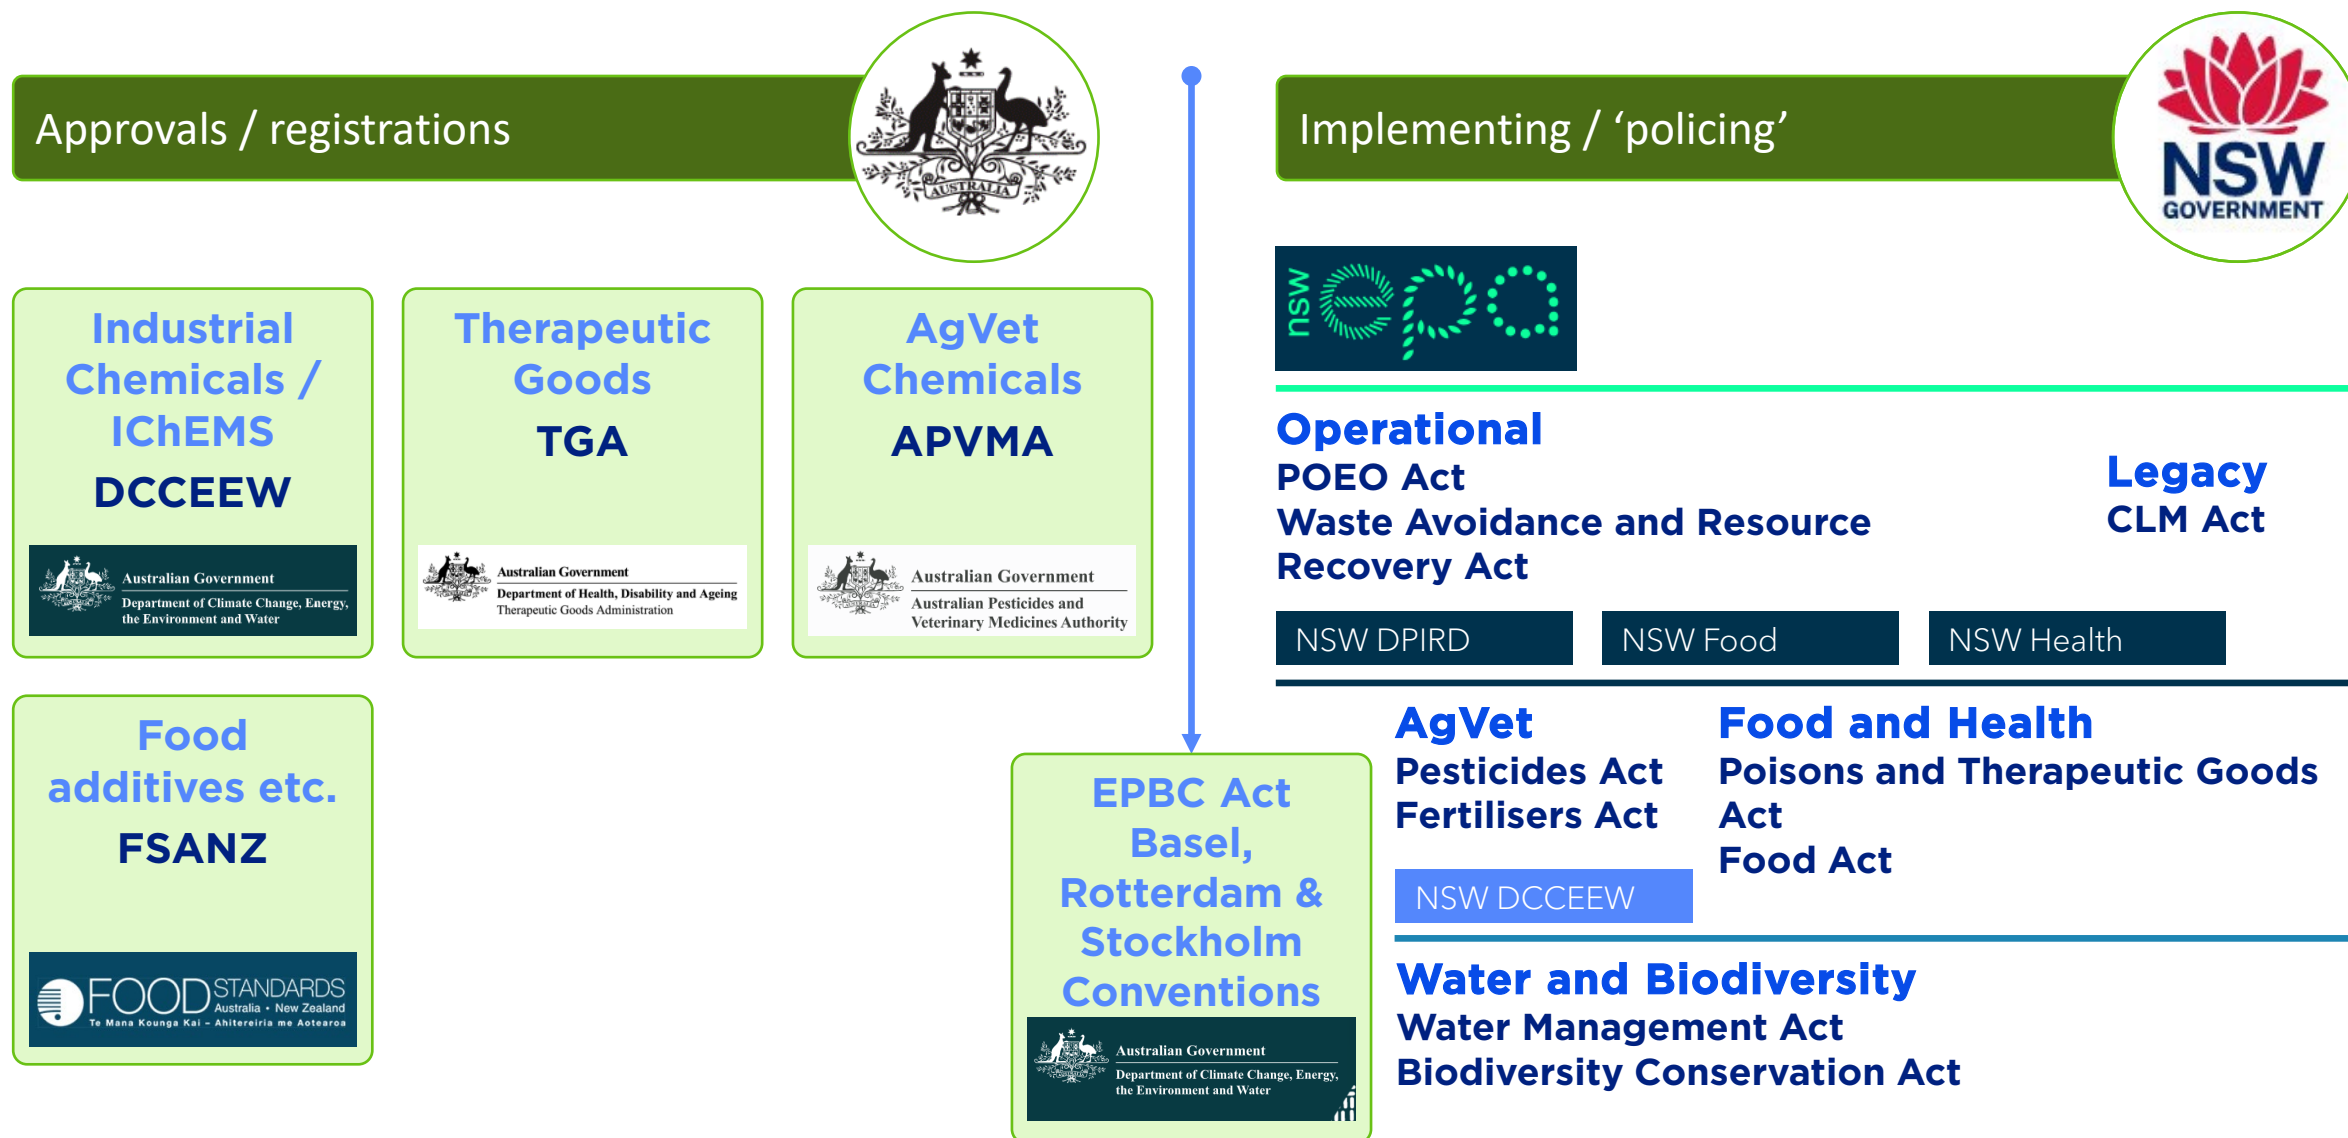 Approvals / registrations
AUSTRALIA
Industrial
Chemicals /
IChEMS
DCCEEW
Australian Government
Department of Climate Change, Energy,
the Environment and Water
Therapeutic
Goods
TGA
Australian Government
Department of Health, Disability and Ageing
Therapeutic Goods Administration
AgVet
Chemicals
APVMA
Australian Government
Australian Pesticides and
Veterinary Medicines Authority
Food
additives etc.
FSANZ
FOOD STANDARDS
Australia • New Zealand
Te Mana Kounga Kai – Ahitereiria me Aotearoa
EPBC Act
Basel,
Rotterdam &
Stockholm
Conventions
Australian Government
Department of Climate Change, Energy,
the Environment and Water
Implementing / ‘policing’
NSW
GOVERNMENT
nsw epa
Operational
POEO Act
Waste Avoidance and Resource
Recovery Act
Legacy
CLM Act
NSW DPIRD
NSW Food
NSW Health
AgVet
Pesticides Act
Fertilisers Act
Food and Health
Poisons and Therapeutic Goods
Act
Food Act
NSW DCCEEW
Water and Biodiversity
Water Management Act
Biodiversity Conservation Act